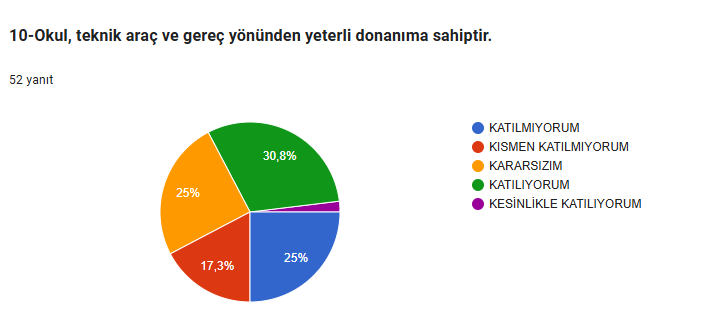 10-Okul, teknik araç ve gereç yönünden yeterli donanıma sahiptir.
52 yanıt
KATILMIYORUM
KISMEN KATILMIYORUM
KARARSIZIM
KATILIYORUM
KESİNLİKLE KATILIYORUM
30,8%
25%
17,3%
25%